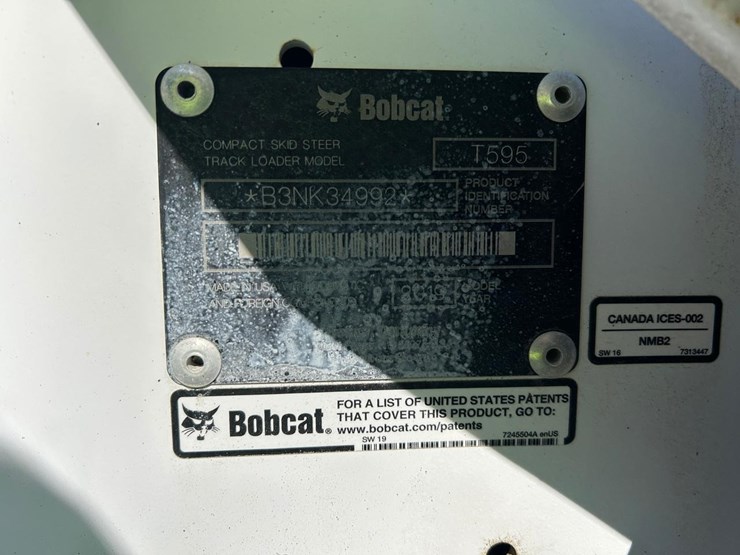 Bobcat
COMPACT SKID STEER
TRACK LOADER MODEL
T595
*B3NK34992*
PRODUCT
IDENTIFICATION
NUMBER
MADE IN USA
AND FOREIGN
MODEL
YEAR
CANADA ICES-002
NMB2
SW 16 7313447
Bobcat®
FOR A LIST OF UNITED STATES PATENTS
THAT COVER THIS PRODUCT, GO TO:
www.bobcat.com/patents
SW 19 7245504A enUS